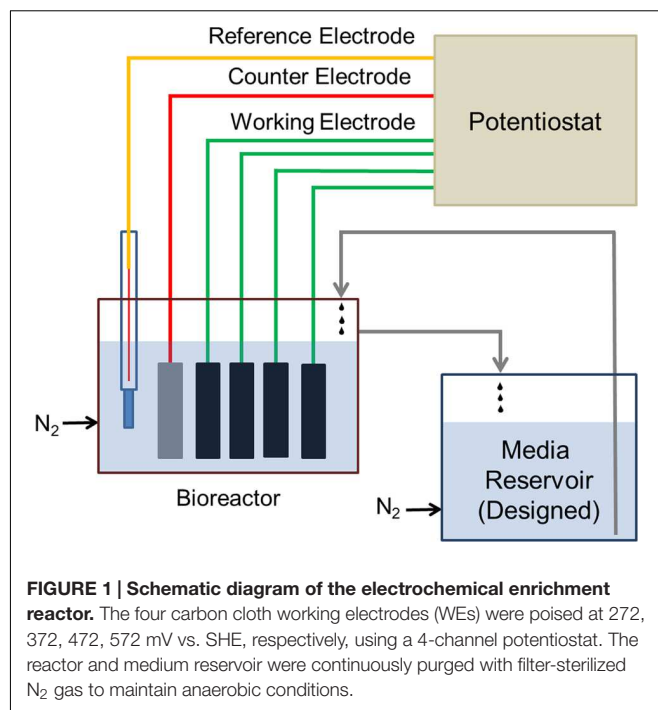 Reference Electrode
Counter Electrode
Working Electrode
Potentiostat
N₂
Bioreactor
Media
Reservoir
(Designed)
N₂
FIGURE 1 | Schematic diagram of the electrochemical enrichment
reactor. The four carbon cloth working electrodes (WEs) were poised at 272,
372, 472, 572 mV vs. SHE, respectively, using a 4-channel potentiostat. The
reactor and medium reservoir were continuously purged with filter-sterilized
N₂ gas to maintain anaerobic conditions.